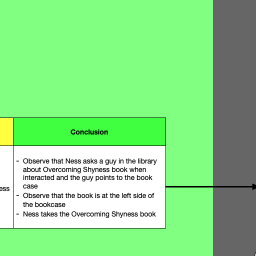 Conclusion
- Observe that Ness asks a guy in the library
about Overcoming Shyness book when
interacted and the guy points to the book
case
ess
- Observe that the book is at the left side of
the bookcase
- Ness takes the Overcoming Shyness book